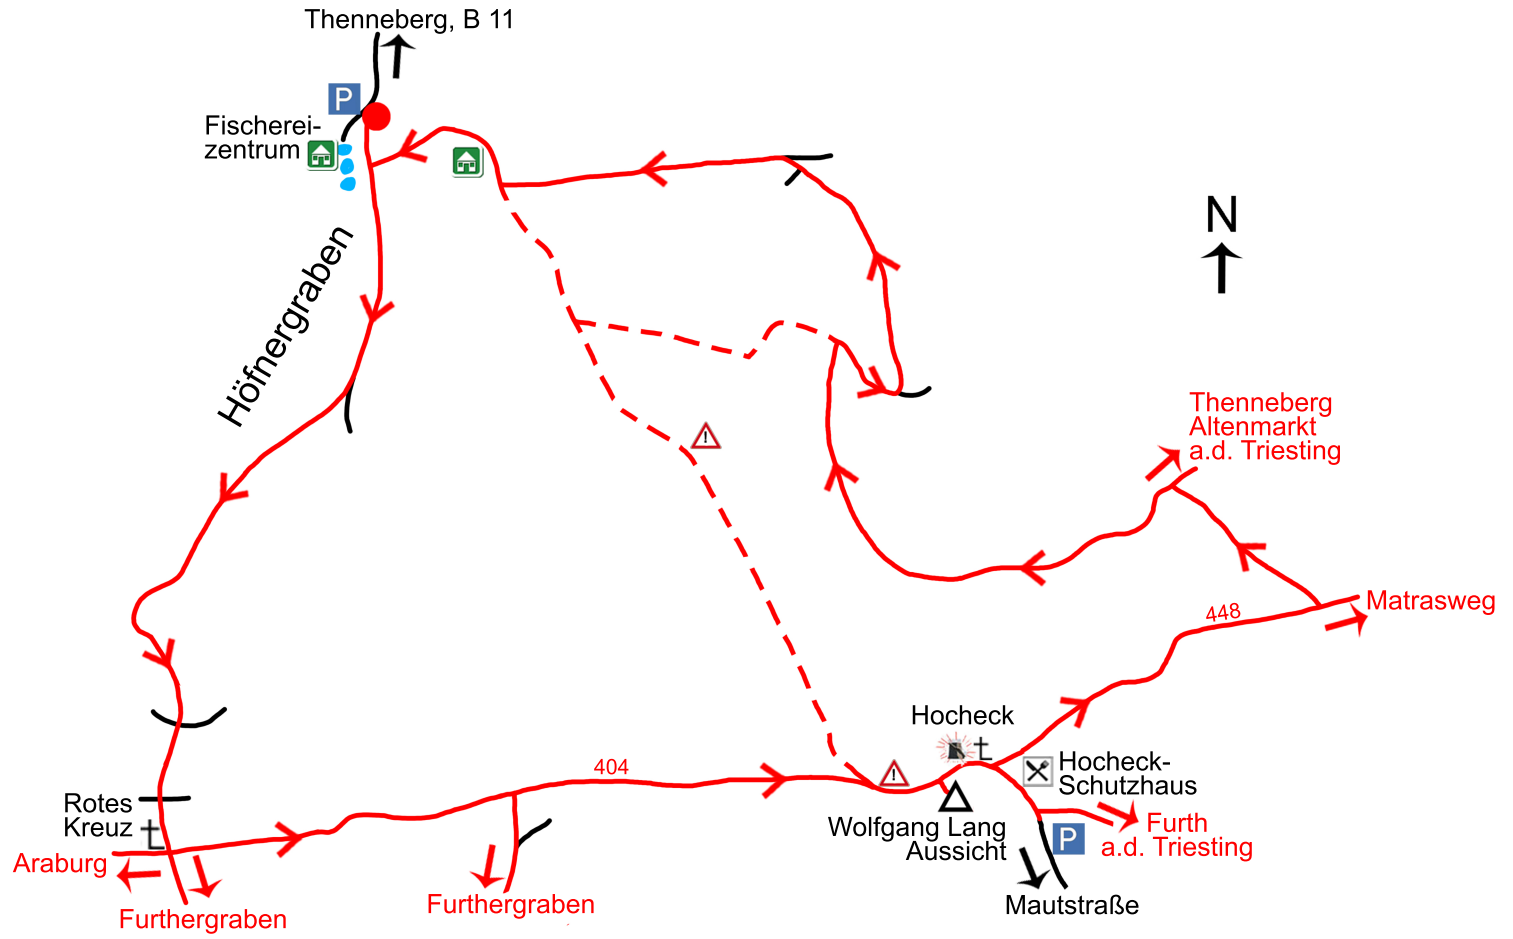 Thenneberg, B 11
P
Fischerei-
zentrum
N
Höfnergraben
Thenneberg
Altenmarkt
a.d. Triesting
!
Matrasweg
448
Hocheck
Hocheck-
Schutzhaus
404
!
Rotes
Kreuz
Wolfgang Lang
Aussicht
P
Furth
a.d. Triesting
Araburg
Furthergraben
Furthergraben
Mautstraße